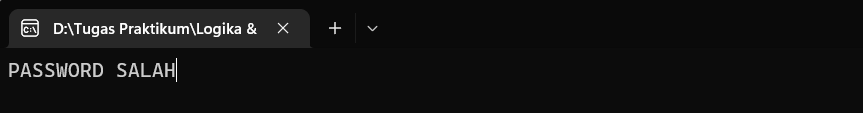 D:\Tugas Praktikum\Logika &
PASSWORD SALAH